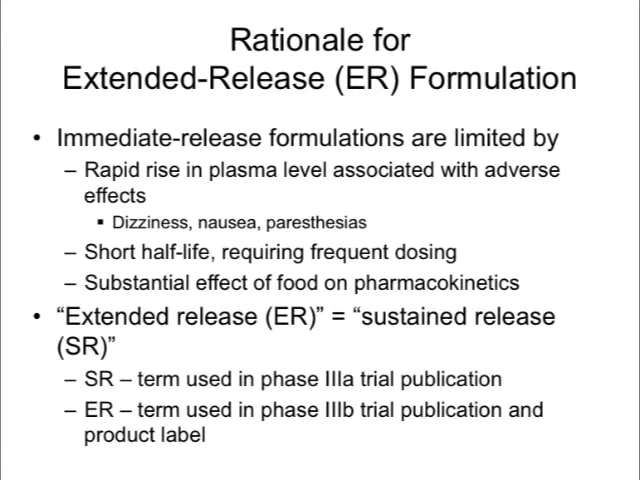 Rationale for
Extended-Release (ER) Formulation
• Immediate-release formulations are limited by
– Rapid rise in plasma level associated with adverse
effects
▪ Dizziness, nausea, paresthesias
– Short half-life, requiring frequent dosing
– Substantial effect of food on pharmacokinetics
• “Extended release (ER)” = “sustained release
(SR)”
– SR – term used in phase IIIa trial publication
– ER – term used in phase IIIb trial publication and
product label